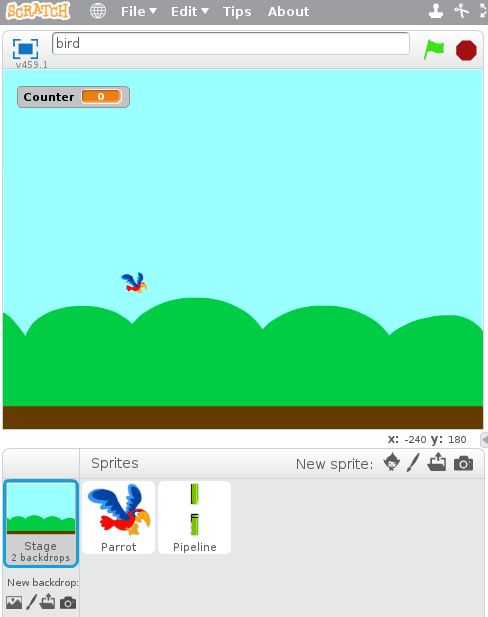 SCRATCH File Edit Tips About
bird
v459.1
Counter 0
x: -240 y: 180
Sprites New sprite:
Stage
2 backdrops
Parrot
Pipeline
New backdrop: